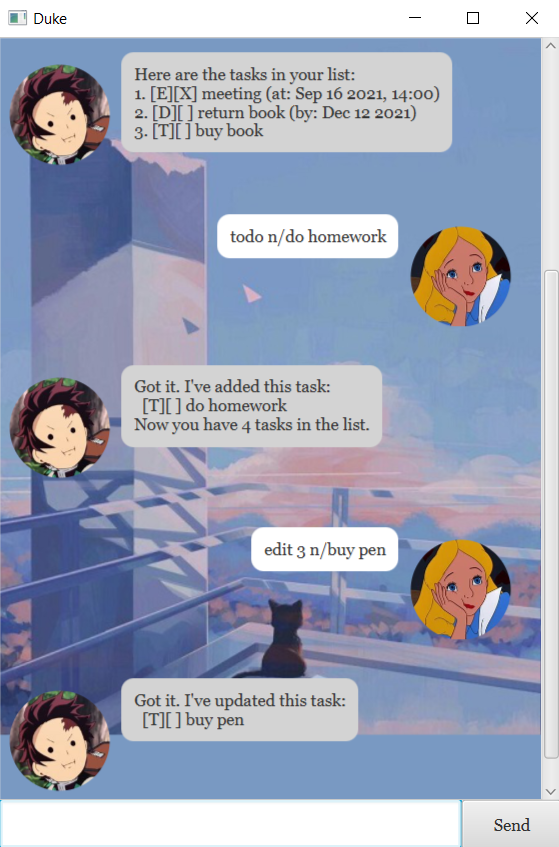 Duke
Here are the tasks in your list:
1. [E][X] meeting (at: Sep 16 2021, 14:00)
2. [D][ ] return book (by: Dec 12 2021)
3. [T][ ] buy book
todo n/do homework
Got it. I've added this task:
[T][ ] do homework
Now you have 4 tasks in the list.
edit 3 n/buy pen
Got it. I've updated this task:
[T][ ] buy pen
Send